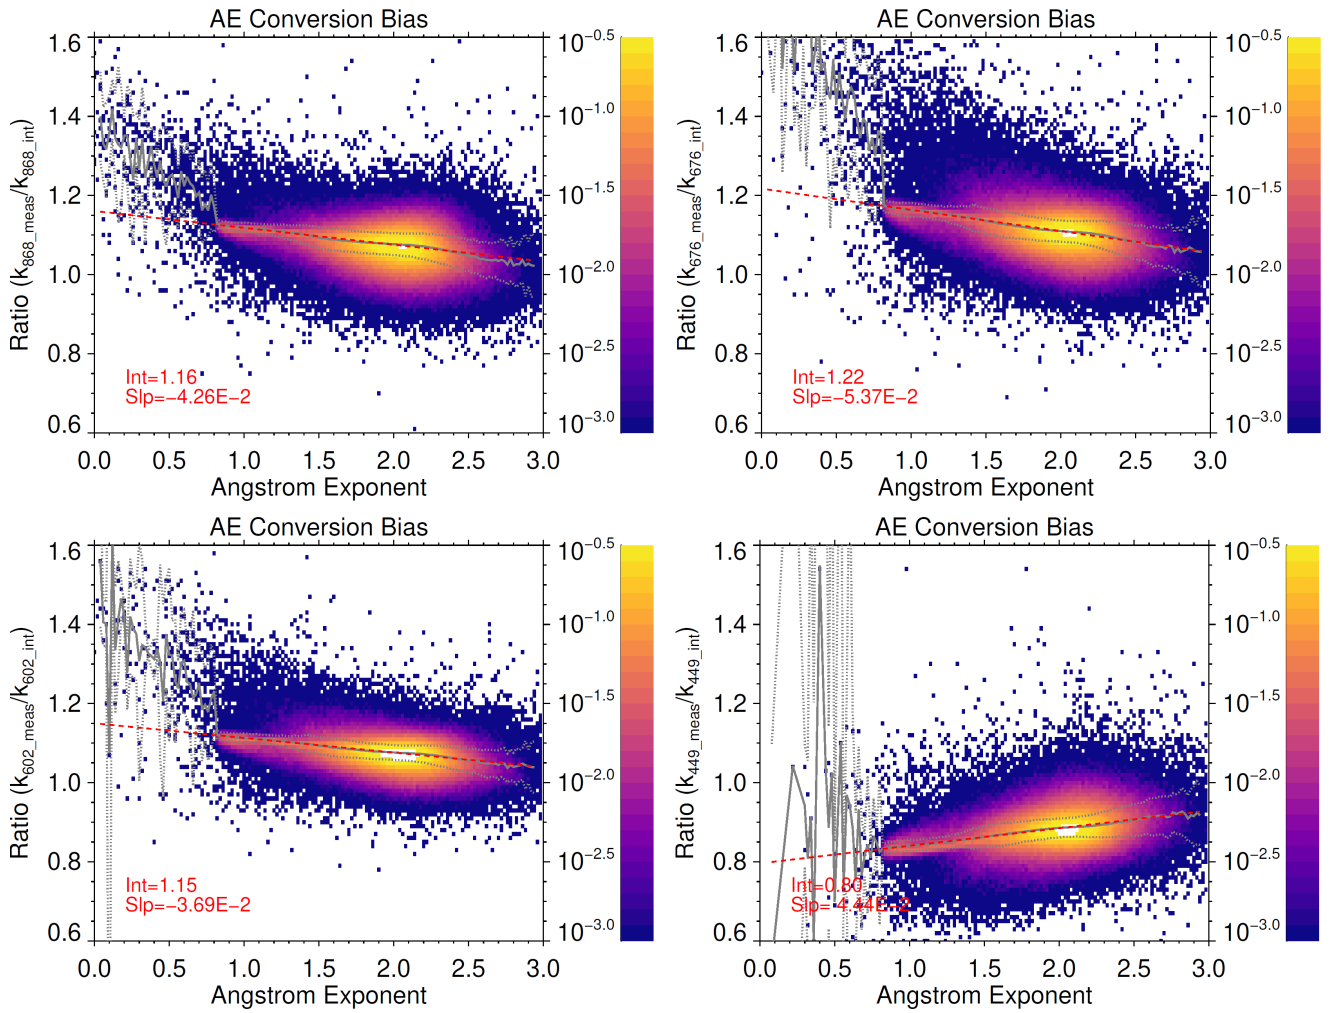 AE Conversion Bias
Ratio (k868_meas/k868_int)
1.6
1.4
1.2
1.0
0.8
0.6
Int=1.16
Slp=−4.26E−2
0.0 0.5 1.0 1.5 2.0 2.5 3.0
Angstrom Exponent
10−0.5
10−1.0
10−1.5
10−2.0
10−2.5
10−3.0
AE Conversion Bias
Ratio (k676_meas/k676_int)
1.6
1.4
1.2
1.0
0.8
0.6
Int=1.22
Slp=−5.37E−2
0.0 0.5 1.0 1.5 2.0 2.5 3.0
Angstrom Exponent
10−0.5
10−1.0
10−1.5
10−2.0
10−2.5
10−3.0
AE Conversion Bias
Ratio (k602_meas/k602_int)
1.6
1.4
1.2
1.0
0.8
0.6
Int=1.15
Slp=−3.69E−2
0.0 0.5 1.0 1.5 2.0 2.5 3.0
Angstrom Exponent
10−0.5
10−1.0
10−1.5
10−2.0
10−2.5
10−3.0
AE Conversion Bias
Ratio (k449_meas/k449_int)
1.6
1.4
1.2
1.0
0.8
0.6
Int=0.80
Slp= 4.44E−2
0.0 0.5 1.0 1.5 2.0 2.5 3.0
Angstrom Exponent
10−0.5
10−1.0
10−1.5
10−2.0
10−2.5
10−3.0